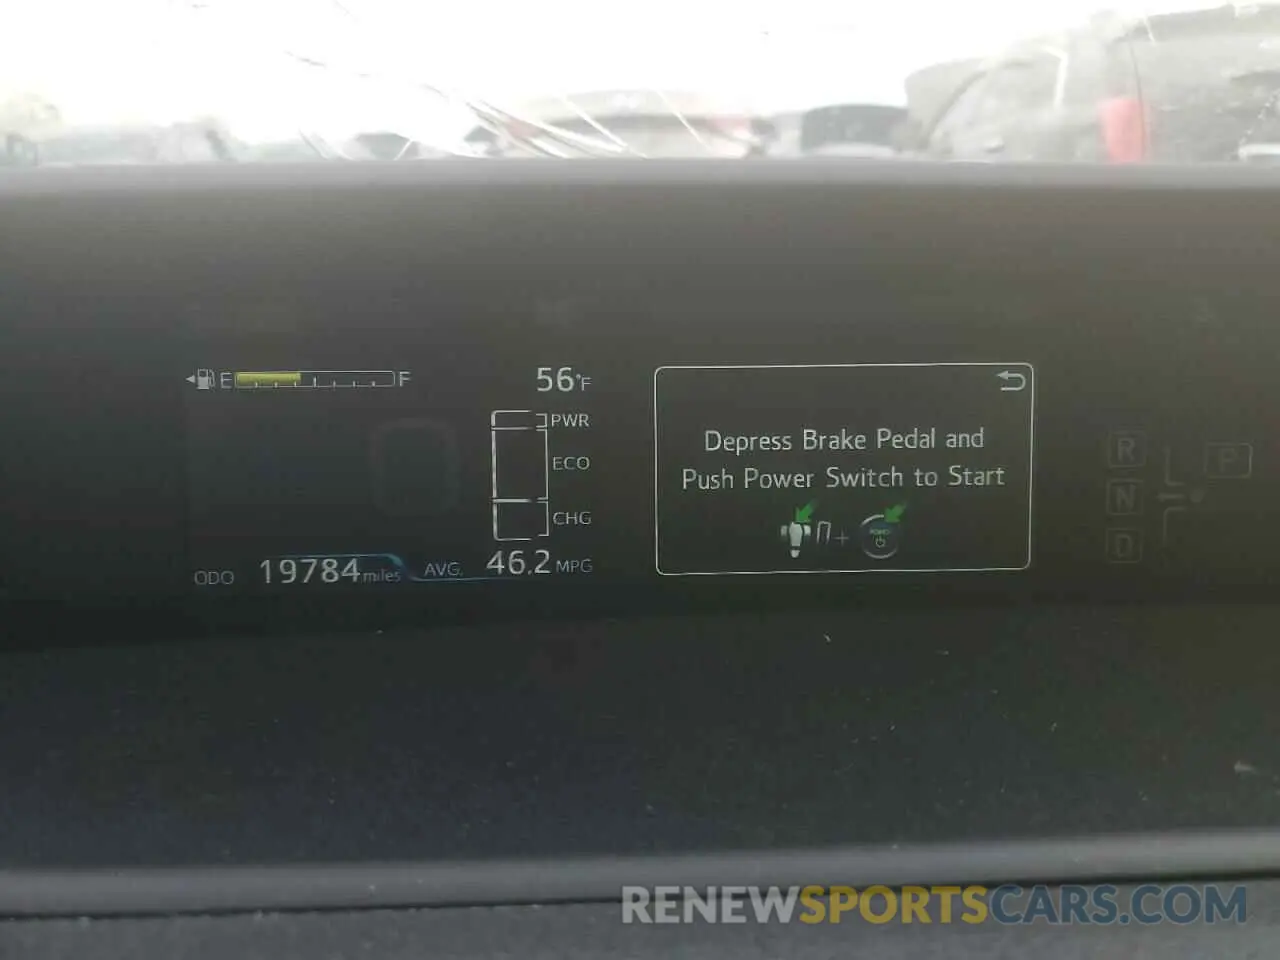 E F
56°F
PWR
ECO
CHG
ODO 19784 miles AVG. 46.2 MPG
Depress Brake Pedal and
Push Power Switch to Start
+ POWER
R
N
D
P
RENEWSPORTSCARS.COM